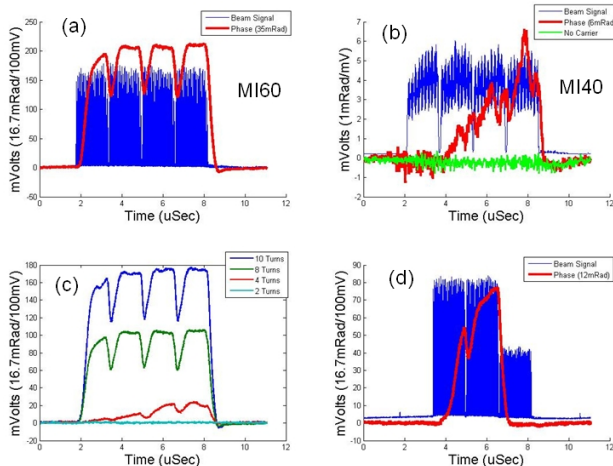 (a)
Beam Signal
Phase (35mRad)
MI60
mVolts (16.7mRad/100mV)
250
200
150
100
50
0
-50
0 2 4 6 8 10 12
Time (uSec)
(b)
Beam Signal
Phase (6mRad)
No Carrier
MI40
mVolts (1mRad/mV)
7
6
5
4
3
2
1
0
-1
-2
0 2 4 6 8 10 12
Time (uSec)
(c)
10 Turns
8 Turns
4 Turns
2 Turns
mVolts (16.7mRad/100mV)
180
160
140
120
100
80
60
40
20
0
-20
0 2 4 6 8 10 12
Time (uSec)
(d)
Beam Signal
Phase (12mRad)
mVolts (16.7mRad/100mV)
100
80
60
40
20
0
-20
0 2 4 6 8 10 12
Time (uSec)